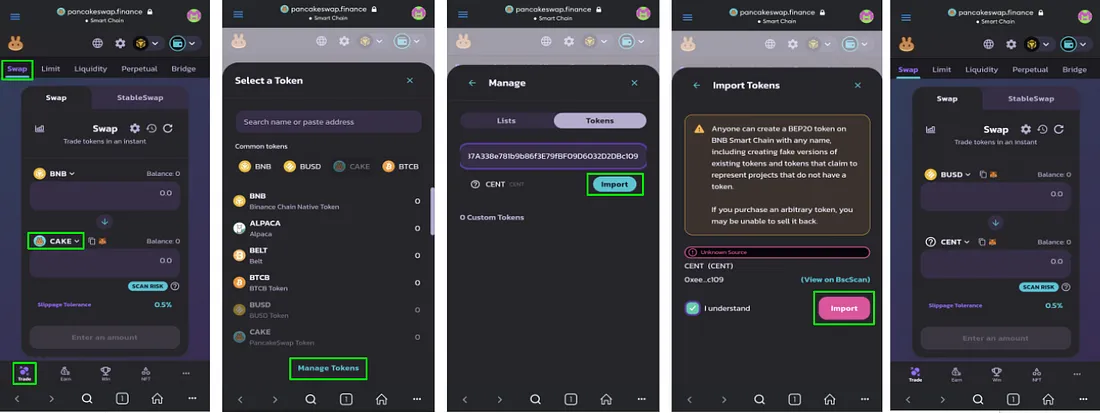 pancakeswap.finance
Smart Chain
Swap Limit Liquidity Perpetual Bridge
Swap StableSwap
Swap
Trade tokens in an instant
BNB Balance: 0
0.0
CAKE Balance: 0
0.0
SCAN RISK
Slippage Tolerance 0.5%
Enter an amount
Trade Earn Win NFT
1
pancakeswap.finance
Smart Chain
Select a Token
Search name or paste address
Common tokens
BNB BUSD CAKE BTCB
BNB 0
Binance Chain Native Token
ALPACA 0
Alpaca
BELT 0
Belt
BTCB 0
BTCB Token
BUSD 0
BUSD Token
CAKE 0
PancakeSwap Token
Manage Tokens
1
pancakeswap.finance
Smart Chain
Manage
Lists Tokens
CENT CENT Import
0 Custom Tokens
1
pancakeswap.finance
Smart Chain
Import Tokens
Anyone can create a BEP20 token on
BNB Smart Chain with any name,
including creating fake versions of
existing tokens and tokens that claim to
represent projects that do not have a
token.
If you purchase an arbitrary token, you
may be unable to sell it back.
Unknown Source
CENT (CENT)
0xee...c109 (View on BscScan)
I understand Import
1
pancakeswap.finance
Smart Chain
Swap Limit Liquidity Perpetual Bridge
Swap StableSwap
Swap
Trade tokens in an instant
BUSD Balance: 0
0.0
CENT Balance: 0
0.0
SCAN RISK
Slippage Tolerance 0.5%
Enter an amount
Trade Earn Win NFT
1